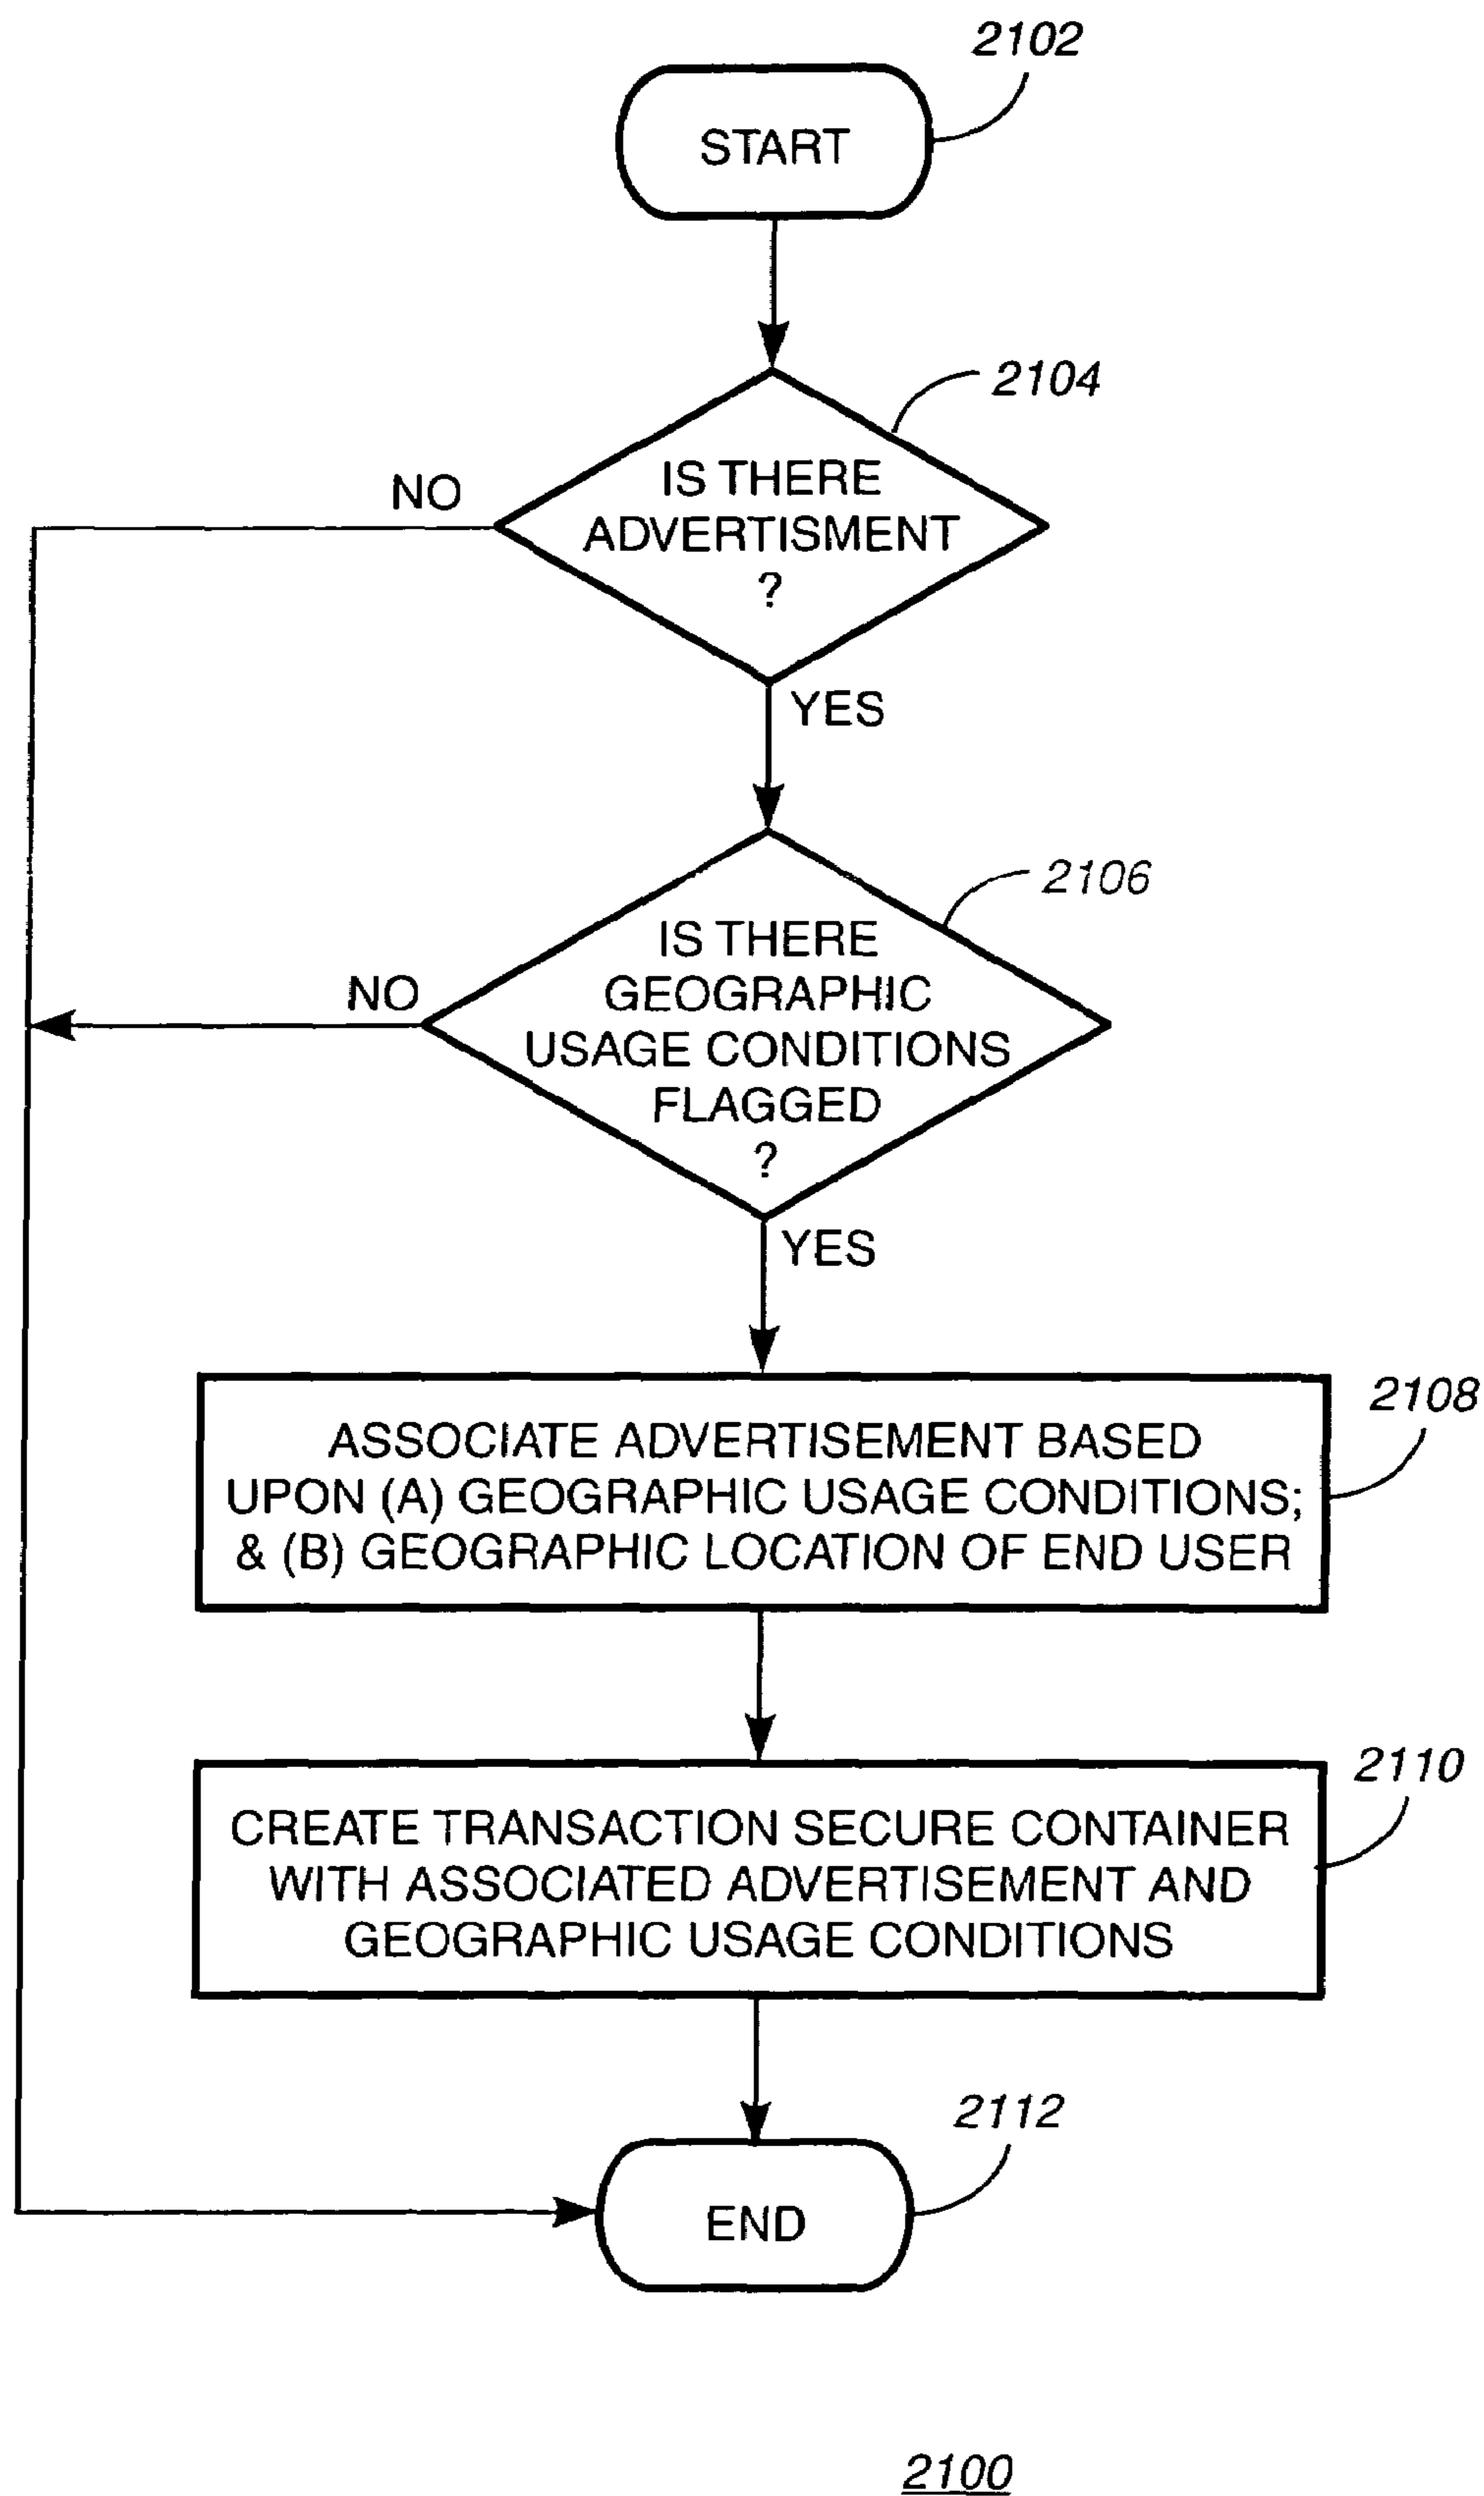 2102
START
2104
IS THERE
ADVERTISMENT
?
NO
YES
2106
IS THERE
GEOGRAPHIC
USAGE CONDITIONS
FLAGGED
?
NO
YES
2108
ASSOCIATE ADVERTISEMENT BASED
UPON (A) GEOGRAPHIC USAGE CONDITIONS;
& (B) GEOGRAPHIC LOCATION OF END USER
2110
CREATE TRANSACTION SECURE CONTAINER
WITH ASSOCIATED ADVERTISEMENT AND
GEOGRAPHIC USAGE CONDITIONS
2112
END
2100